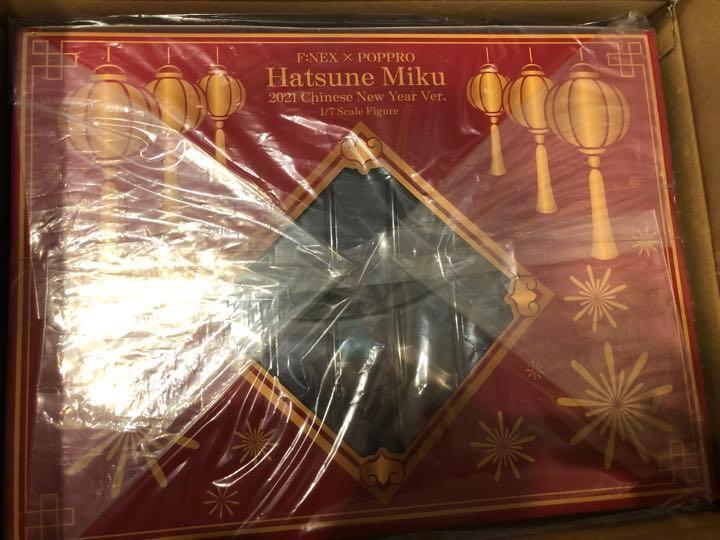 F:NEX × POPPRO
Hatsune Miku
2021 Chinese New Year Ver.
1/7 Scale Figure